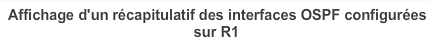 Affichage d'un récapitulatif des interfaces OSPF configurées
sur R1